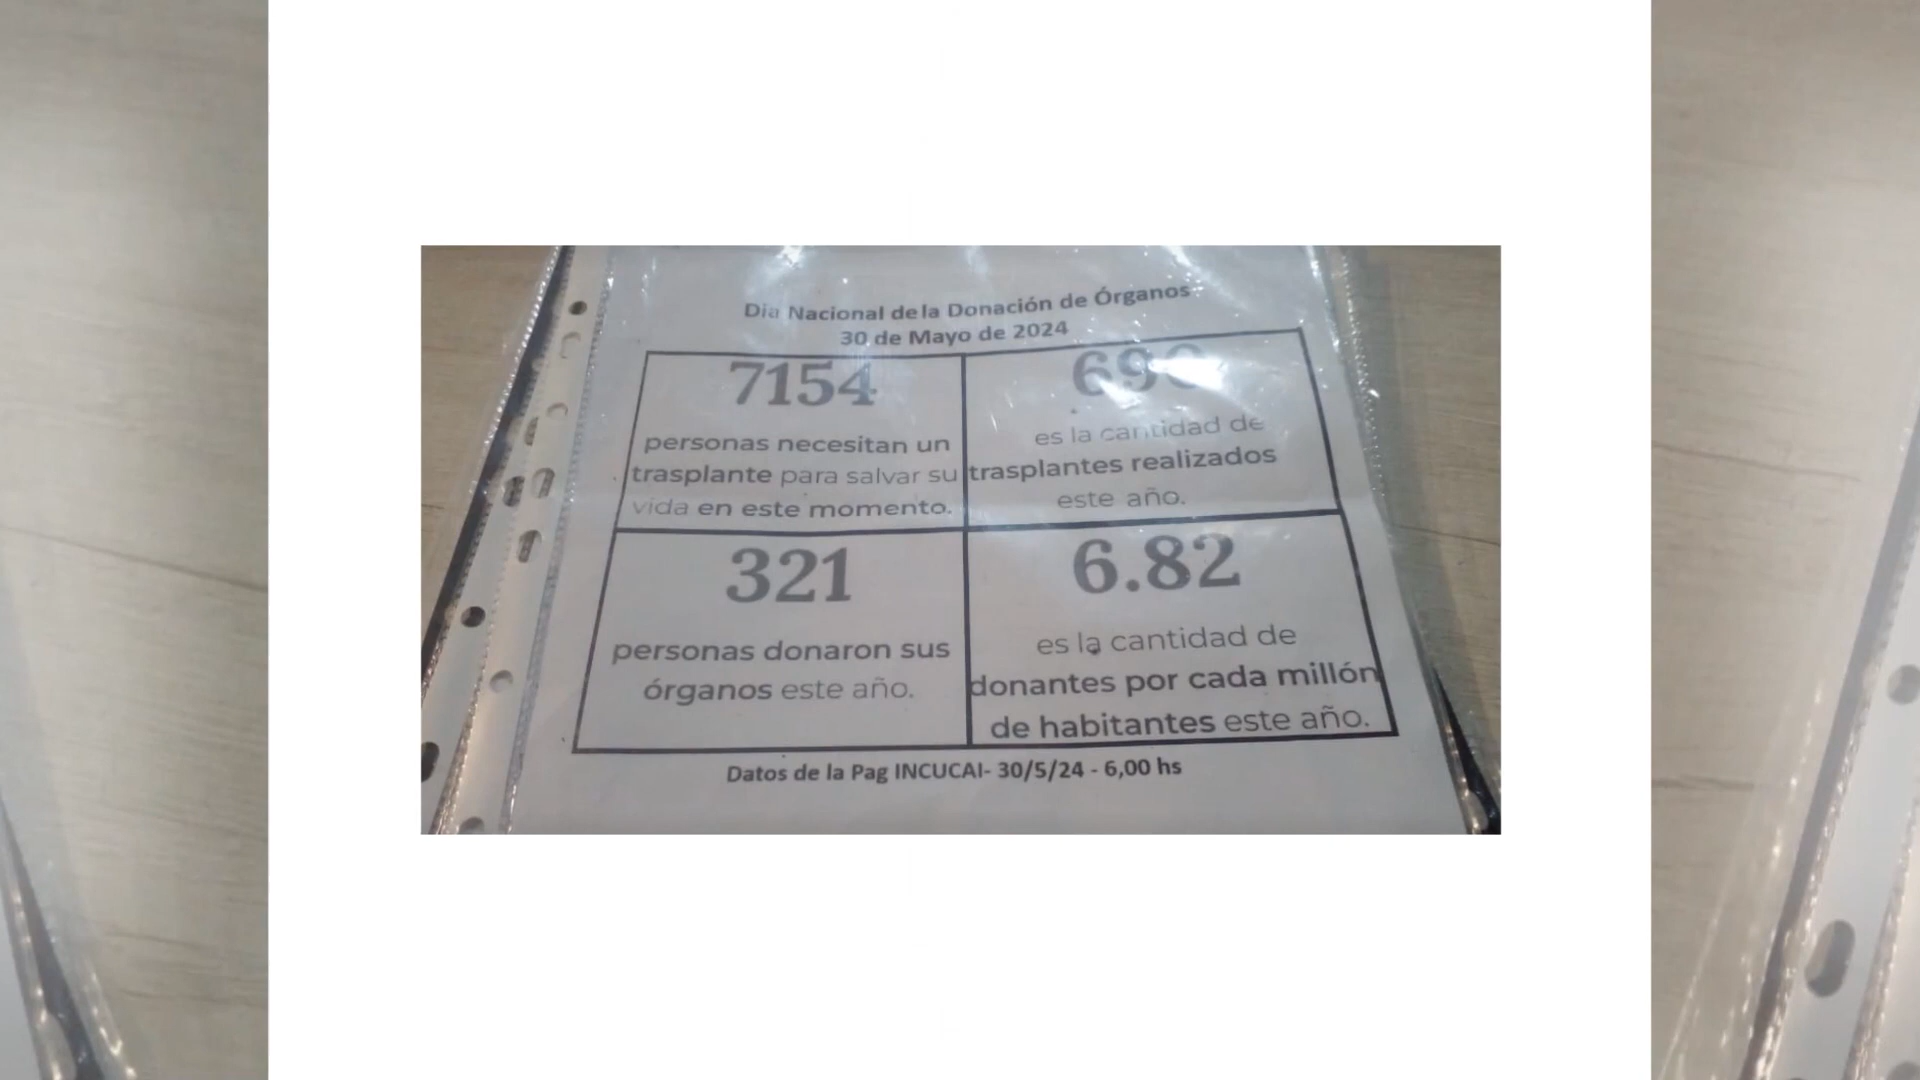 Dia Nacional de la Donación de Órganos
30 de Mayo de 2024
7154
personas necesitan un
trasplante para salvar su
vida en este momento.
es la cantidad de
trasplantes realizados
este año.
321
personas donaron sus
órganos este año.
6.82
es la cantidad de
donantes por cada millón
de habitantes este año.
Datos de la Pag INCUCAI- 30/5/24 - 6,00 hs